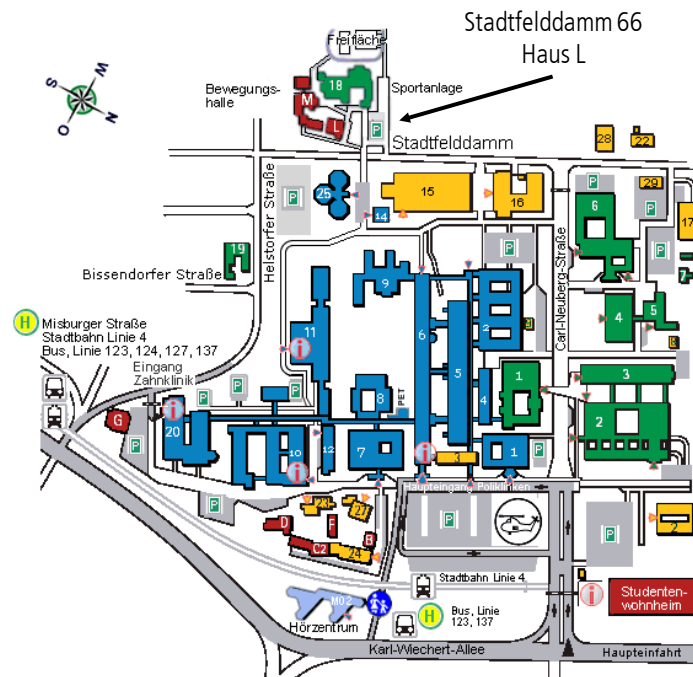 Stadtfelddamm 66
Haus L
Freifläche
Bewegungs-
halle
Sportanlage
18
M
L
P
Stadtfelddamm
W
S
N
O
28
22
P
25
14
15
16
P
29
6
P
17
Helstorfer Straße
19
Bissendorfer Straße
9
6
P
2
Carl-Neuberg-Straße
7
H
Misburger Straße
Stadtbahn Linie 4
Bus, Linie 123, 124, 127, 137
Eingang
Zahnklinik
11
i
5
4
5
P
P
P
8
PET
4
1
3
2
G
P
i
20
10
i
12
7
i
3
1
P
Haupteingang Polikliniken
P
23
27
D
F
B
C2
24
P
P
2
Stadtbahn Linie 4
i
Studenten-
wohnheim
M02
Hörzentrum
H
Bus, Linie
123, 137
Karl-Wiechert-Allee
Haupteinfahrt